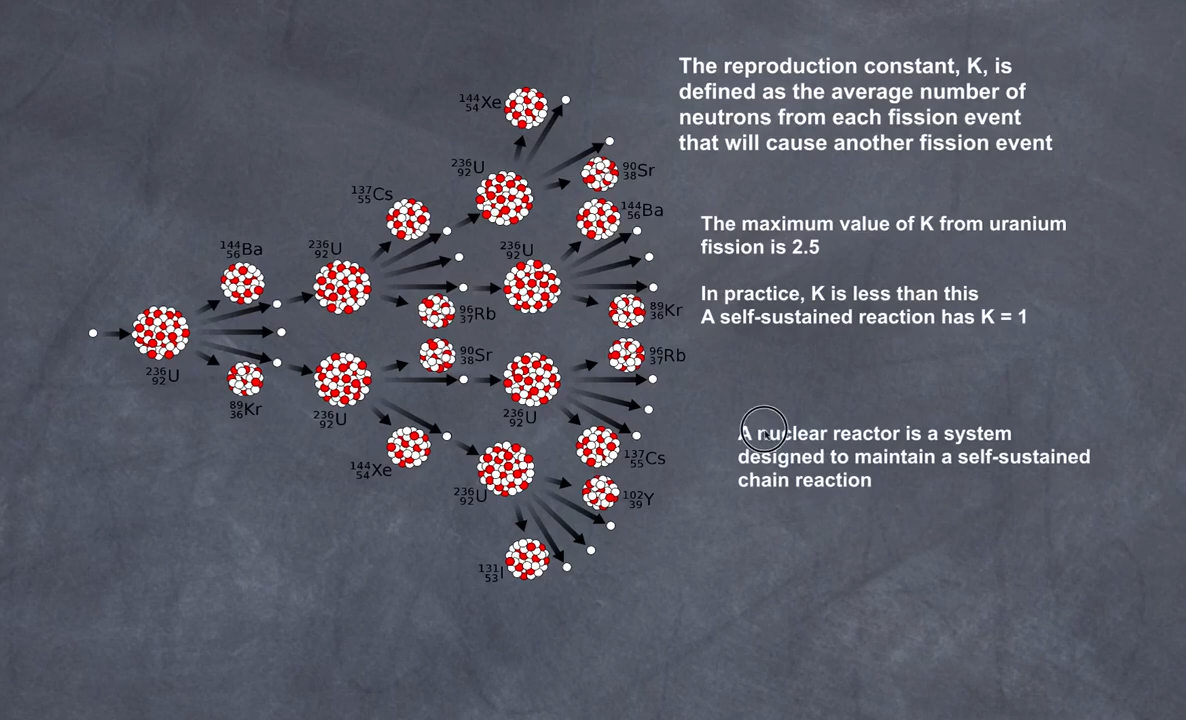 The reproduction constant, K, is
defined as the average number of
neutrons from each fission event
that will cause another fission event
The maximum value of K from uranium
fission is 2.5
In practice, K is less than this
A self-sustained reaction has K = 1
A nuclear reactor is a system
designed to maintain a self-sustained
chain reaction
144 54 Xe
236 92 U
90 38 Sr
137 55 Cs
144 56 Ba
144 56 Ba
236 92 U
236 92 U
96 37 Rb
89 36 Kr
236 92 U
90 38 Sr
96 37 Rb
89 36 Kr
236 92 U
236 92 U
144 54 Xe
137 55 Cs
236 92 U
102 39 Y
131 53 I